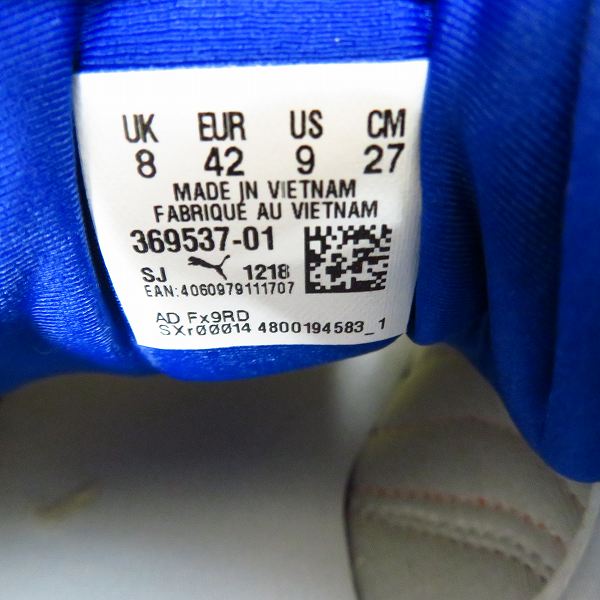 UK EUR US CM
8 42 9 27
MADE IN VIETNAM
FABRIQUÉ AU VIETNAM
369537-01
SJ 1218
EAN:4060979111707
AD Fx9RD
SXr00014 4800194583_1